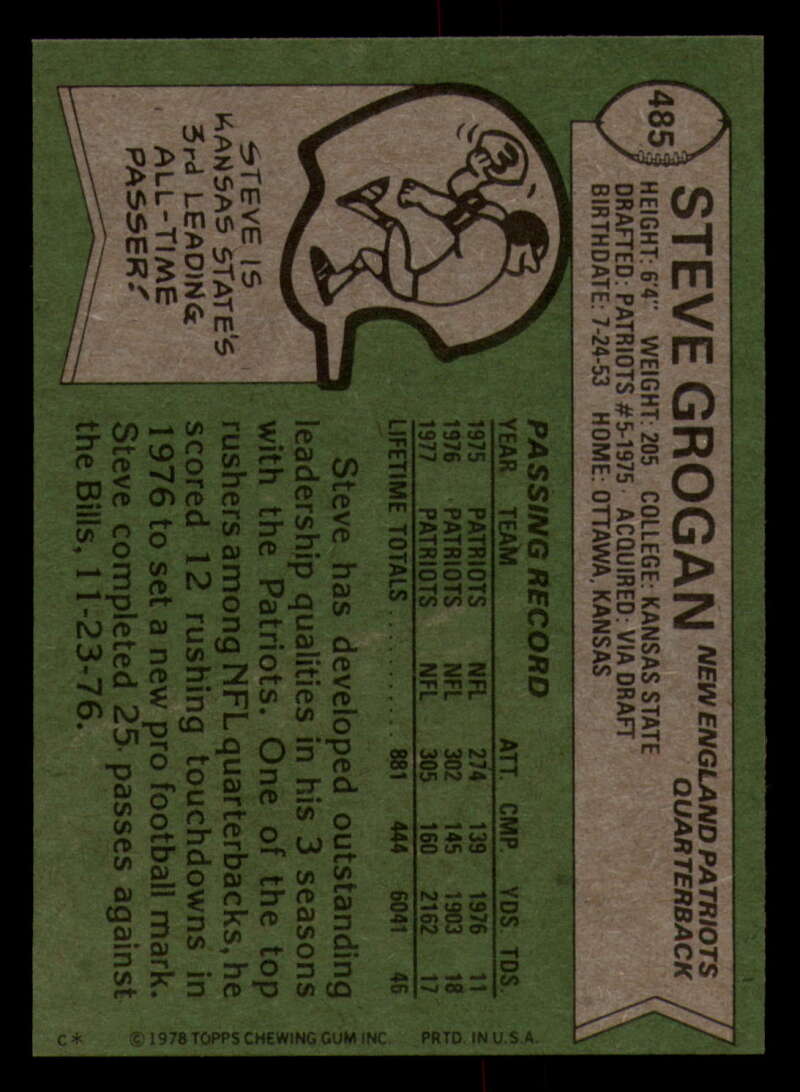 485
STEVE GROGAN
NEW ENGLAND PATRIOTS
QUARTERBACK
HEIGHT: 6'4" WEIGHT: 205 COLLEGE: KANSAS STATE
DRAFTED: PATRIOTS #5-1975 ACQUIRED: VIA DRAFT
BIRTHDATE: 7-24-53 HOME: OTTAWA, KANSAS
STEVE IS
KANSAS STATE'S
3rd LEADING
ALL-TIME
PASSER!
PASSING RECORD
YEAR TEAM ATT. CMP. YDS. TDS.
1975 PATRIOTS NFL 274 139 1976 11
1976 PATRIOTS NFL 302 145 1903 18
1977 PATRIOTS NFL 305 160 2162 17
LIFETIME TOTALS .......... 881 444 6041 46
Steve has developed outstanding
leadership qualities in his 3 seasons
with the Patriots. One of the top
rushers among NFL quarterbacks, he
scored 12 rushing touchdowns in
1976 to set a new pro football mark.
Steve completed 25 passes against
the Bills, 11-23-76.
C* © 1978 TOPPS CHEWING GUM INC. PRTD. IN U.S.A.